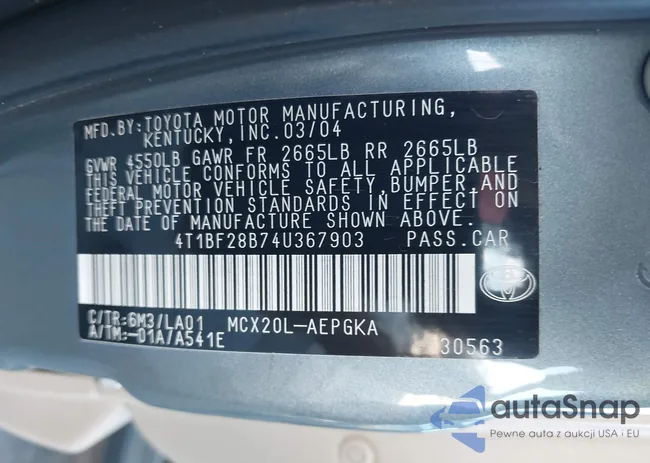 MFD.BY:TOYOTA MOTOR MANUFACTURING,
KENTUCKY,INC.03/04
GVWR 4550LB GAWR FR 2665LB RR 2665LB
THIS VEHICLE CONFORMS TO ALL APPLICABLE
FEDERAL MOTOR VEHICLE SAFETY,BUMPER,AND
THEFT PREVENTION STANDARDS IN EFFECT ON
THE DATE OF MANUFACTURE SHOWN ABOVE.
4T1BF28B74U367903 PASS.CAR
C/TR:6M3/LA01 MCX20L-AEPGKA
A/TM:-01A/A541E 30563
autoSnap
Pewne auta z aukcji USA i EU